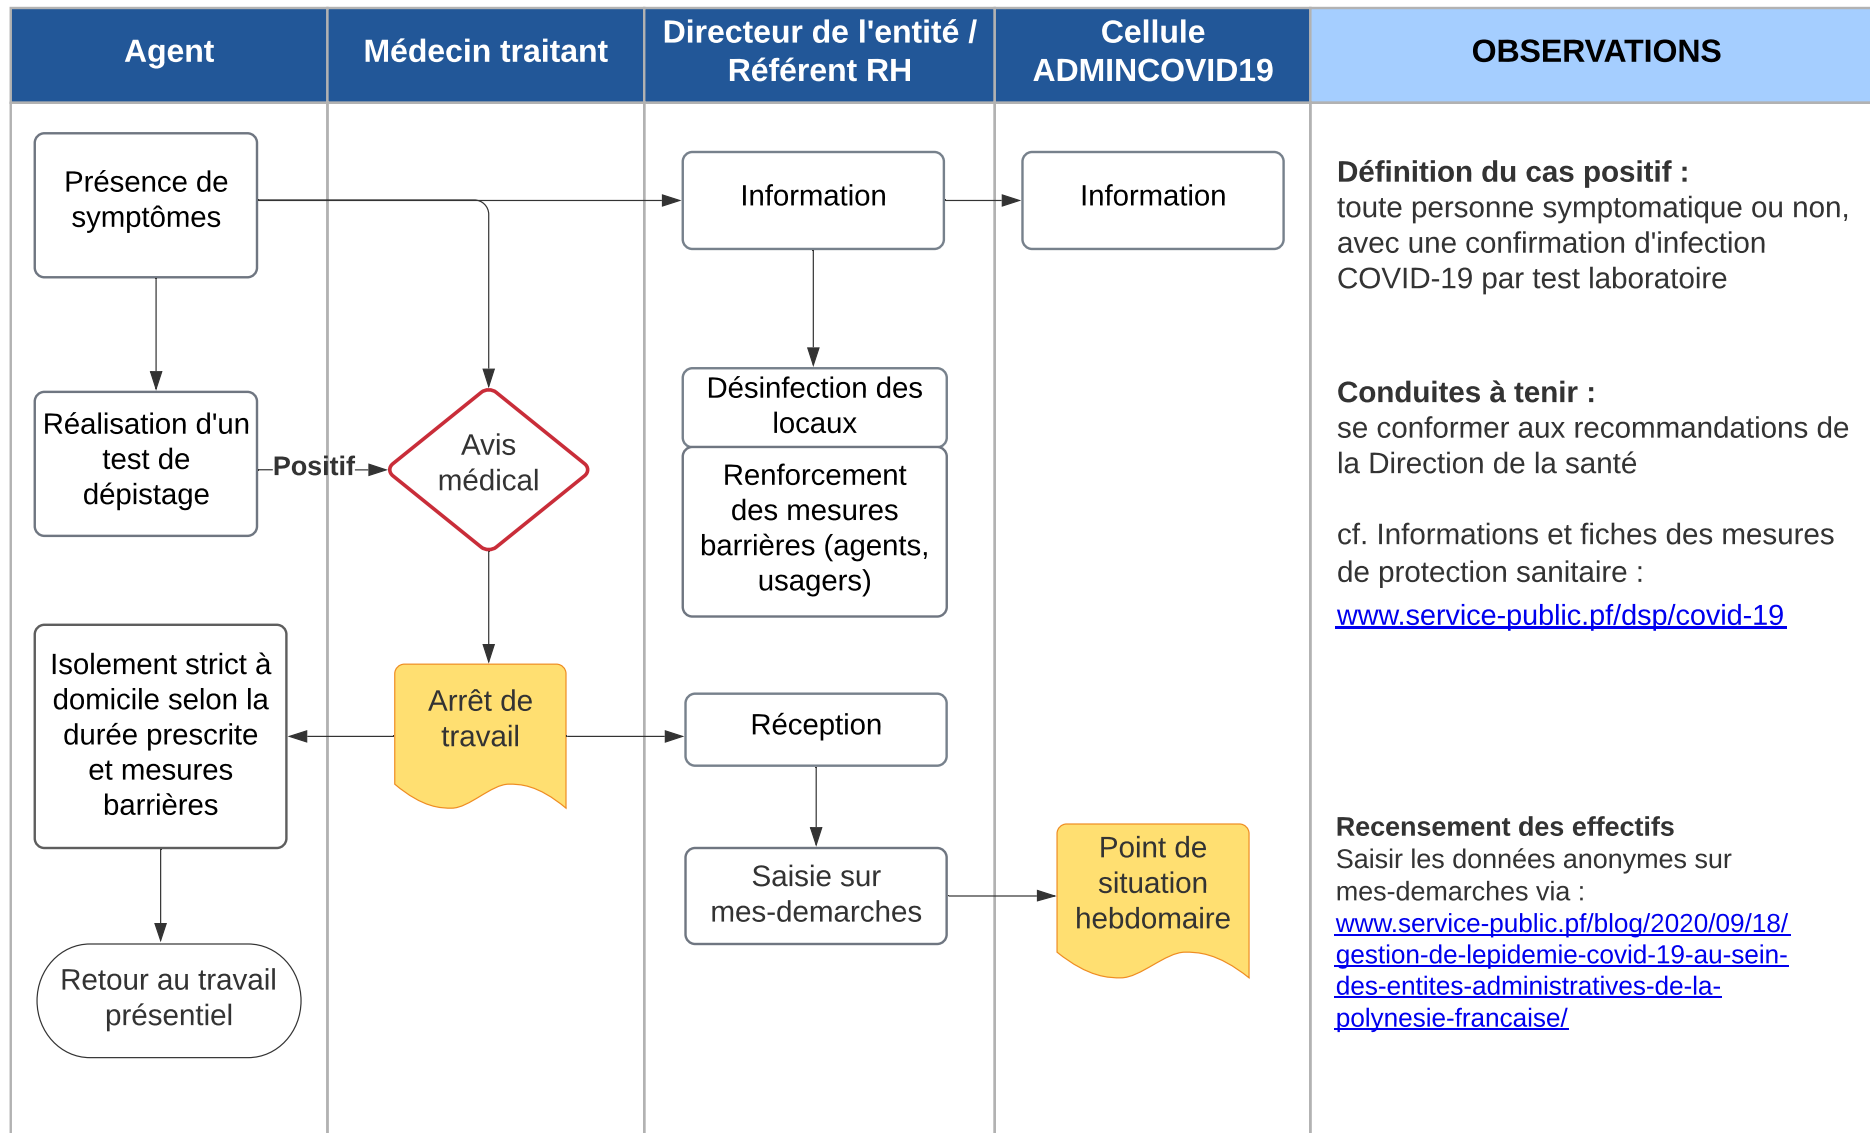 Agent
Médecin traitant
Directeur de l'entité /
Référent RH
Cellule
ADMINCOVID19
OBSERVATIONS
Présence de
symptômes
Information
Information
Définition du cas positif :
toute personne symptomatique ou non,
avec une confirmation d'infection
COVID-19 par test laboratoire
Réalisation d'un
test de
dépistage
Positif
Avis
médical
Désinfection des
locaux
Renforcement
des mesures
barrières (agents,
usagers)
Conduites à tenir :
se conformer aux recommandations de
la Direction de la santé
cf. Informations et fiches des mesures
de protection sanitaire :
www.service-public.pf/dsp/covid-19
Isolement strict à
domicile selon la
durée prescrite
et mesures
barrières
Arrêt de
travail
Réception
Saisie sur
mes-demarches
Point de
situation
hebdomaire
Recensement des effectifs
Saisir les données anonymes sur
mes-demarches via :
www.service-public.pf/blog/2020/09/18/
gestion-de-lepidemie-covid-19-au-sein-
des-entites-administratives-de-la-
polynesie-francaise/
Retour au travail
présentiel